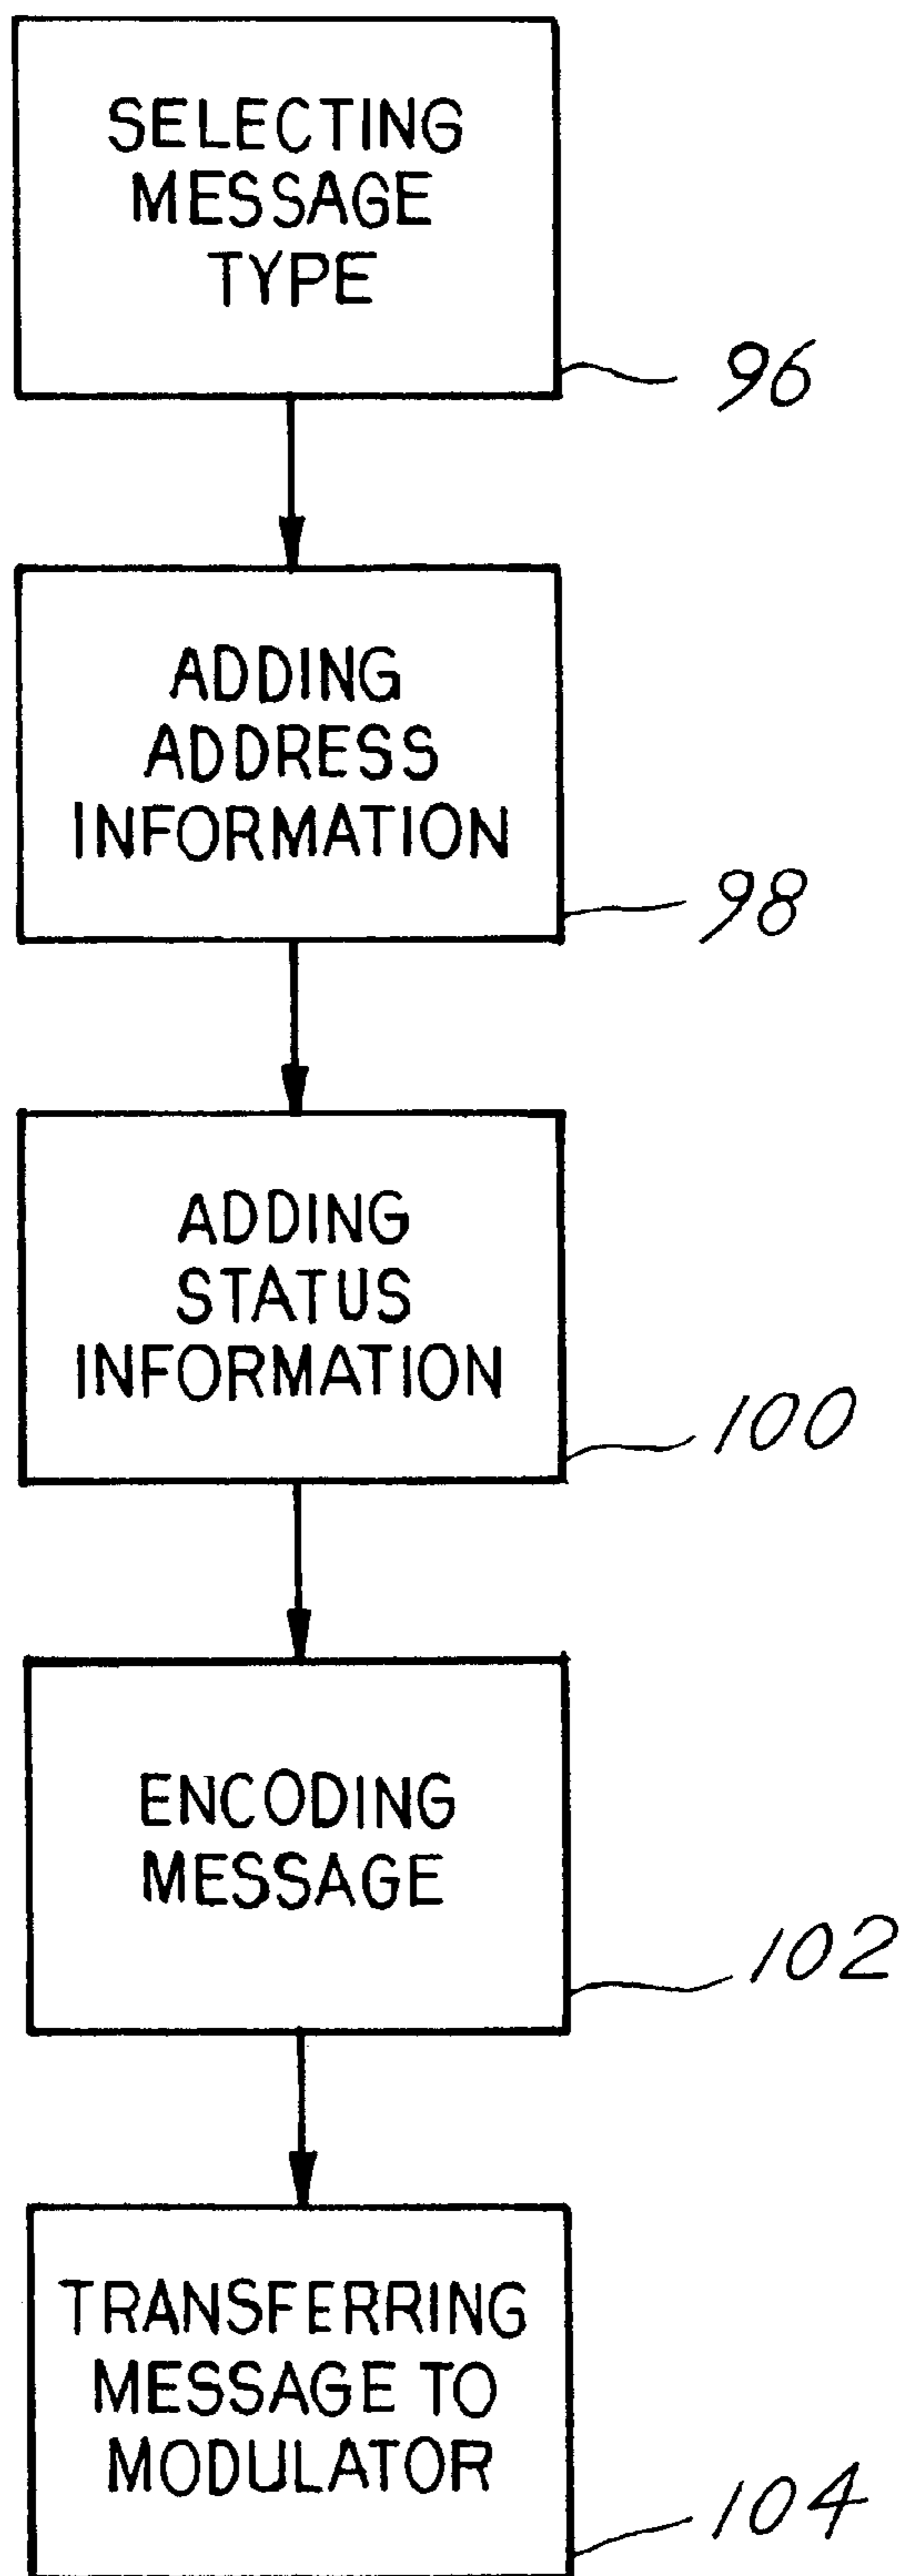 SELECTING
MESSAGE
TYPE
96
ADDING
ADDRESS
INFORMATION
98
ADDING
STATUS
INFORMATION
100
ENCODING
MESSAGE
102
TRANSFERRING
MESSAGE TO
MODULATOR
104